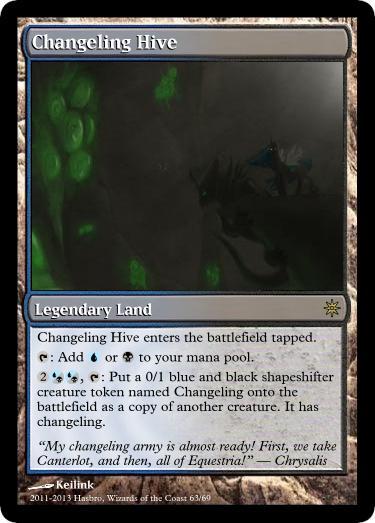 Changeling Hive
Legendary Land
Changeling Hive enters the battlefield tapped.
: Add or to your mana pool.
2 , : Put a 0/1 blue and black shapeshifter
creature token named Changeling onto the
battlefield as a copy of another creature. It has
changeling.
“My changeling army is almost ready! First, we take
Canterlot, and then, all of Equestria!” — Chrysalis
Keilink
2011-2013 Hasbro, Wizards of the Coast 63/69